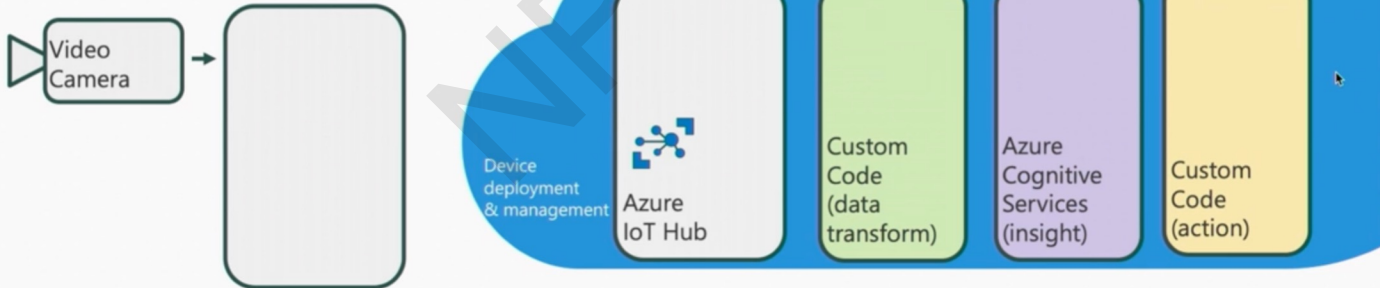 Video
Camera
Device
deployment
& management
Azure
IoT Hub
Custom
Code
(data
transform)
Azure
Cognitive
Services
(insight)
Custom
Code
(action)